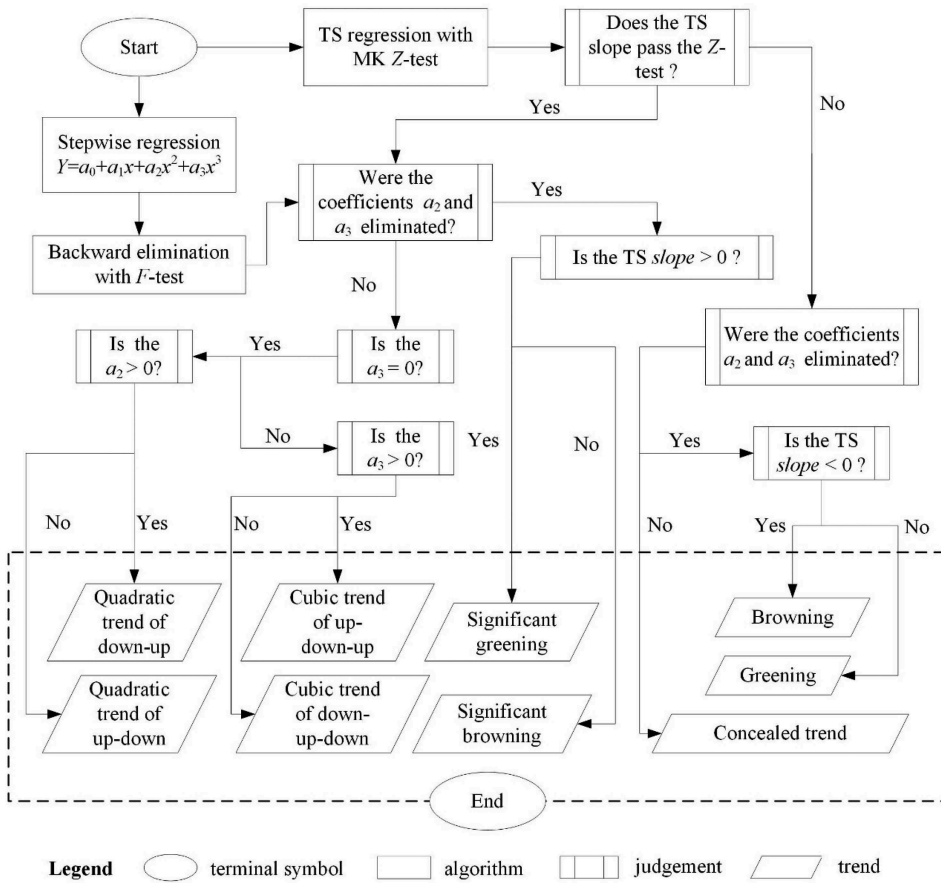 Start
TS regression with
MK Z-test
Does the TS
slope pass the Z-
test ?
Yes
No
Stepwise regression
Y=a₀+a₁x+a₂x²+a₃x³
Were the
coefficients a₂ and
a₃ eliminated?
Yes
Backward elimination
with F-test
Is the TS slope > 0 ?
No
Were the coefficients
a₂ and a₃ eliminated?
Is the
a₂ > 0?
Yes
Is the
a₃ = 0?
No
Is the
a₃ > 0?
Yes
No
Yes
Is the TS
slope < 0 ?
No
Yes
No
Yes
No
Yes
No
Quadratic
trend of
down-up
Cubic trend
of up-
down-up
Significant
greening
Browning
Greening
Quadratic
trend of
up-down
Cubic trend
of down-
up-down
Significant
browning
Concealed trend
End
Legend
terminal symbol
algorithm
judgement
trend